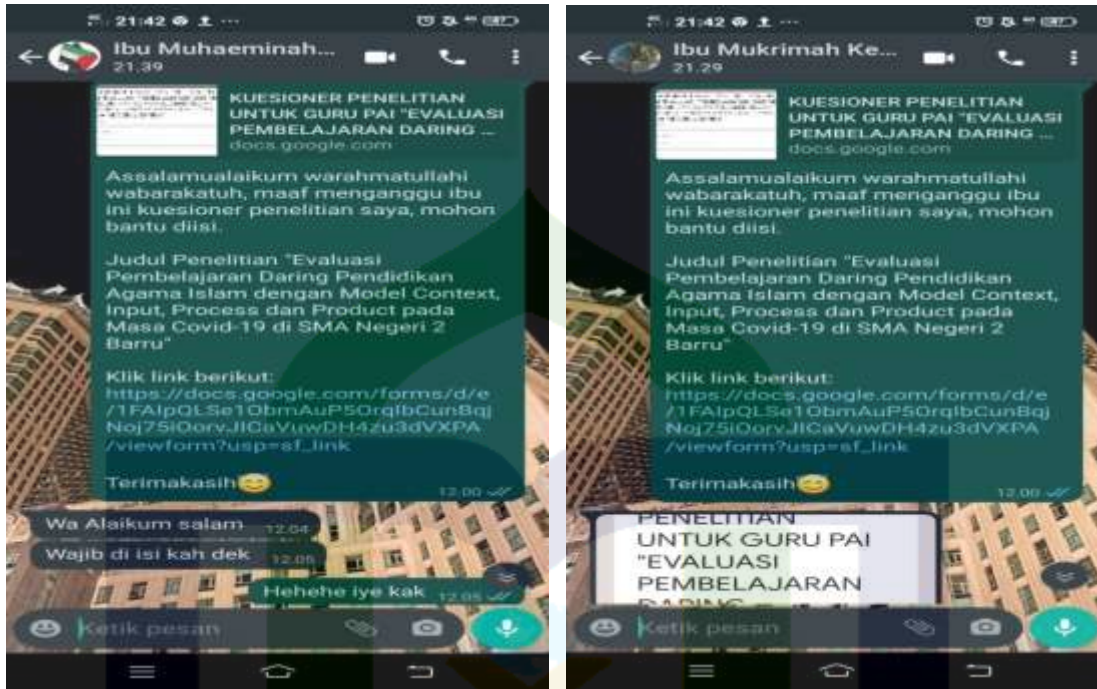 21:42
Ibu Muhaeminah...
21.39
KUESIONER PENELITIAN
UNTUK GURU PAI "EVALUASI
PEMBELAJARAN DARING ...
docs.google.com
Assalamualaikum warahmatullahi
wabarakatuh, maaf menganggu ibu
ini kuesioner penelitian saya, mohon
bantu diisi.
Judul Penelitian "Evaluasi
Pembelajaran Daring Pendidikan
Agama Islam dengan Model Context,
Input, Process dan Product pada
Masa Covid-19 di SMA Negeri 2
Barru"
Klik link berikut:
https://docs.google.com/forms/d/e
/viewform?usp=sf_link
Terimakasih😅
12.00
Wa Alaikum salam 12.04
Wajib di isi kah dek 12.05
Hehehe iye kak 12.05
Ketik pesan
21:42
Ibu Mukrimah Ke...
21.29
KUESIONER PENELITIAN
UNTUK GURU PAI "EVALUASI
PEMBELAJARAN DARING ...
docs.google.com
Assalamualaikum warahmatullahi
wabarakatuh, maaf menganggu ibu
ini kuesioner penelitian saya, mohon
bantu diisi.
Judul Penelitian "Evaluasi
Pembelajaran Daring Pendidikan
Agama Islam dengan Model Context,
Input, Process dan Product pada
Masa Covid-19 di SMA Negeri 2
Barru"
Klik link berikut:
https://docs.google.com/forms/d/e
/viewform?usp=sf_link
Terimakasih😅
12.00
PENELITIAN
UNTUK GURU PAI
"EVALUASI
PEMBELAJARAN
DARING
Ketik pesan